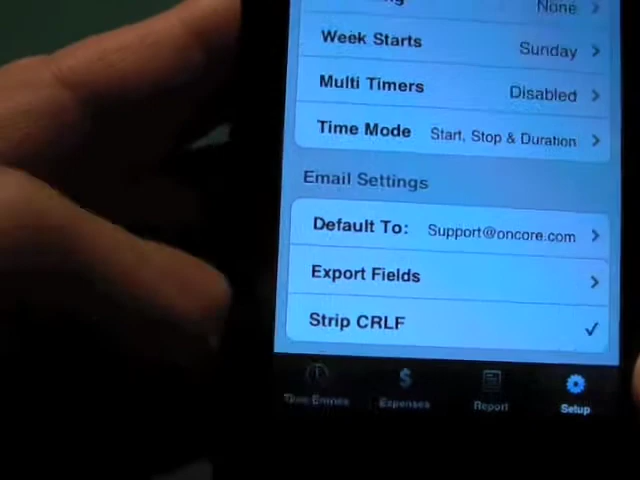 None
Week Starts Sunday
Multi Timers Disabled
Time Mode Start, Stop & Duration
Email Settings
Default To: Support@oncore.com
Export Fields
Strip CRLF
Time Entries Expenses Report Setup